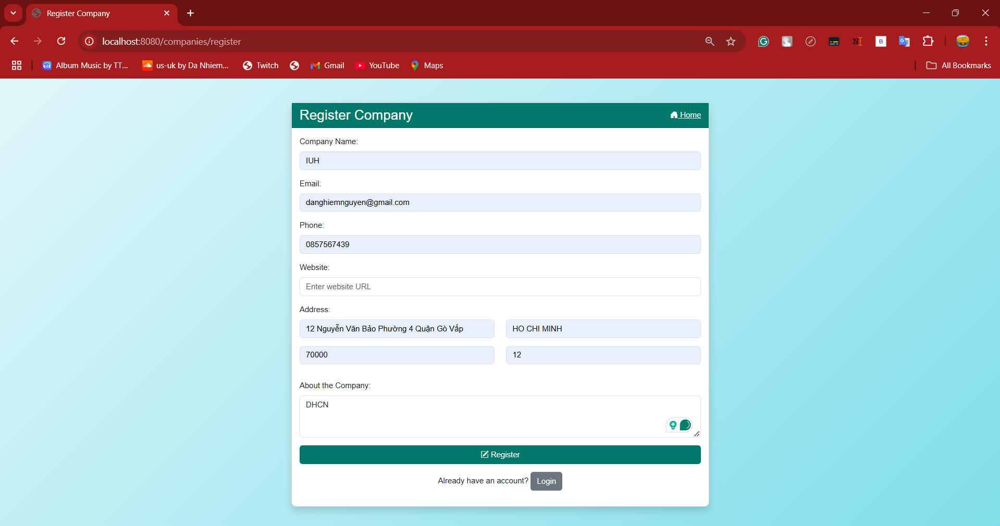 Register Company
localhost:8080/companies/register
Album Music by TT...
us-uk by Da Nhiem...
Twitch
Gmail
YouTube
Maps
All Bookmarks
Register Company
Home
Company Name:
IUH
Email:
danghiemnguyen@gmail.com
Phone:
0857567439
Website:
Enter website URL
Address:
12 Nguyễn Văn Bảo Phường 4 Quận Gò Vấp
HO CHI MINH
70000
12
About the Company:
DHCN
Register
Already have an account? Login